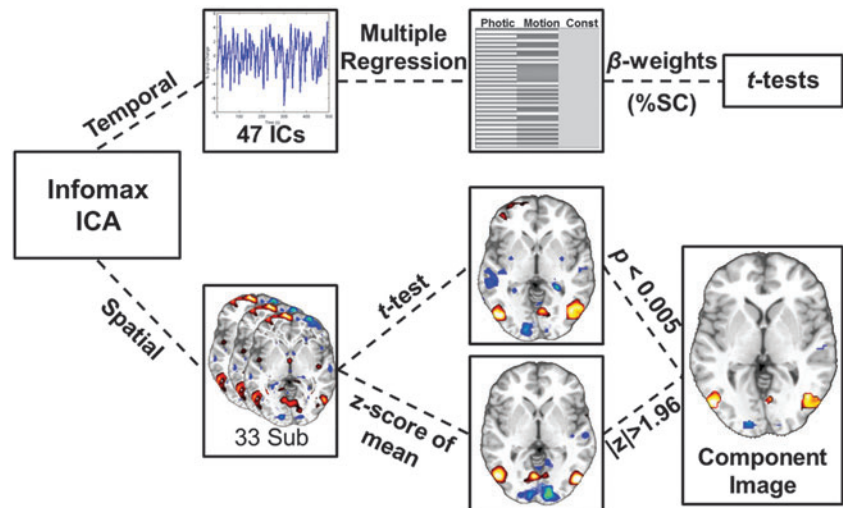 Infomax
ICA
Temporal
Time (s)
47 ICs
Multiple
Regression
Photic Motion Const
β-weights
(%SC)
t-tests
Spatial
33 Sub
t-test
z-score of
mean
p < 0.005
|z|>1.96
Component
Image